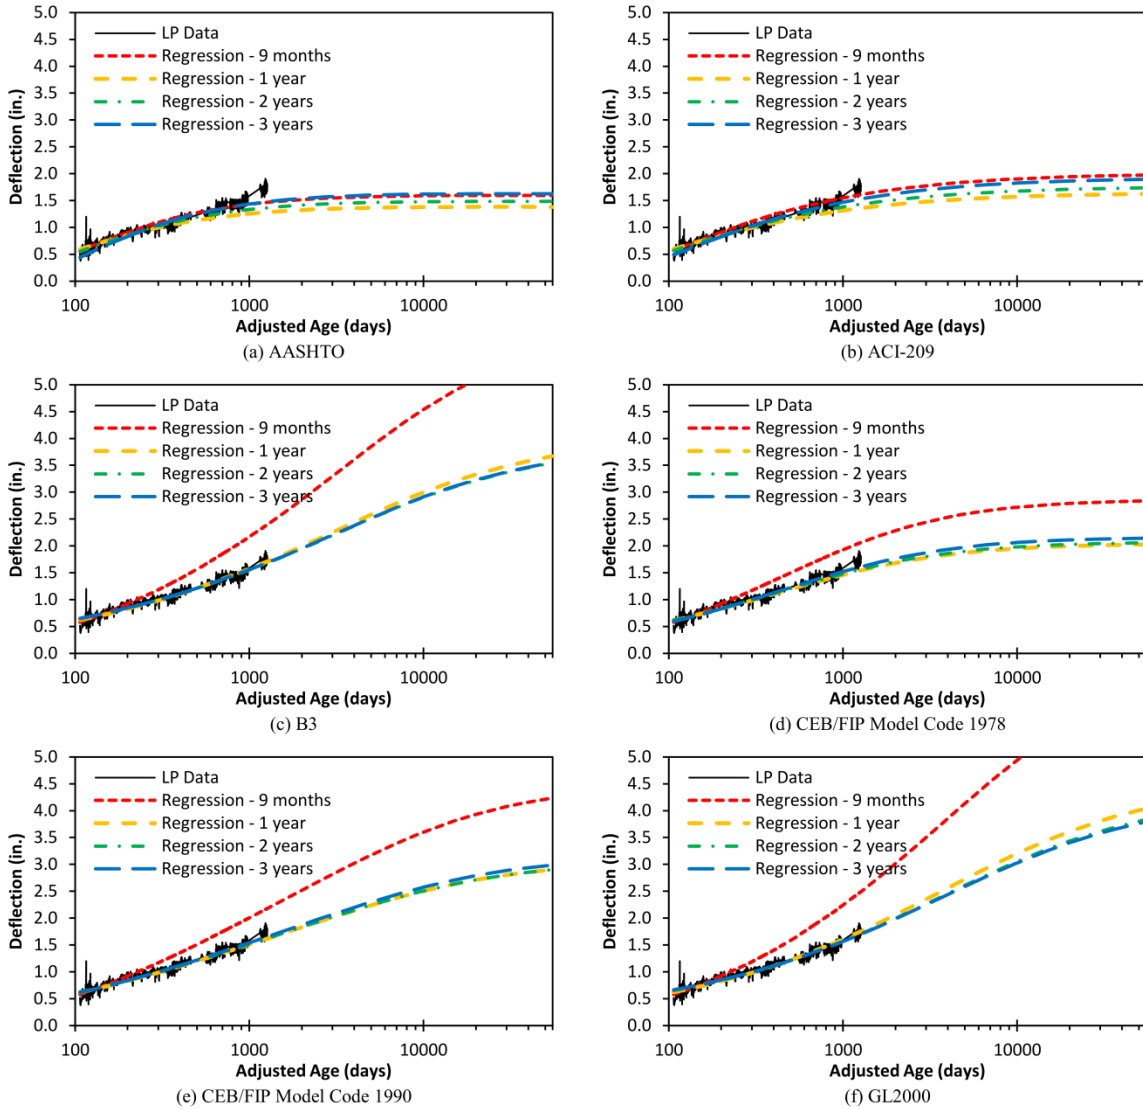 5.0
4.5
4.0
3.5
3.0
2.5
2.0
1.5
1.0
0.5
0.0
Deflection (in.)
LP Data
Regression - 9 months
Regression - 1 year
Regression - 2 years
Regression - 3 years
100
1000
10000
Adjusted Age (days)
(a) AASHTO
5.0
4.5
4.0
3.5
3.0
2.5
2.0
1.5
1.0
0.5
0.0
Deflection (in.)
LP Data
Regression - 9 months
Regression - 1 year
Regression - 2 years
Regression - 3 years
100
1000
10000
Adjusted Age (days)
(b) ACI-209
5.0
4.5
4.0
3.5
3.0
2.5
2.0
1.5
1.0
0.5
0.0
Deflection (in.)
LP Data
Regression - 9 months
Regression - 1 year
Regression - 2 years
Regression - 3 years
100
1000
10000
Adjusted Age (days)
(c) B3
5.0
4.5
4.0
3.5
3.0
2.5
2.0
1.5
1.0
0.5
0.0
Deflection (in.)
LP Data
Regression - 9 months
Regression - 1 year
Regression - 2 years
Regression - 3 years
100
1000
10000
Adjusted Age (days)
(d) CEB/FIP Model Code 1978
5.0
4.5
4.0
3.5
3.0
2.5
2.0
1.5
1.0
0.5
0.0
Deflection (in.)
LP Data
Regression - 9 months
Regression - 1 year
Regression - 2 years
Regression - 3 years
100
1000
10000
Adjusted Age (days)
(e) CEB/FIP Model Code 1990
5.0
4.5
4.0
3.5
3.0
2.5
2.0
1.5
1.0
0.5
0.0
Deflection (in.)
LP Data
Regression - 9 months
Regression - 1 year
Regression - 2 years
Regression - 3 years
100
1000
10000
Adjusted Age (days)
(f) GL2000